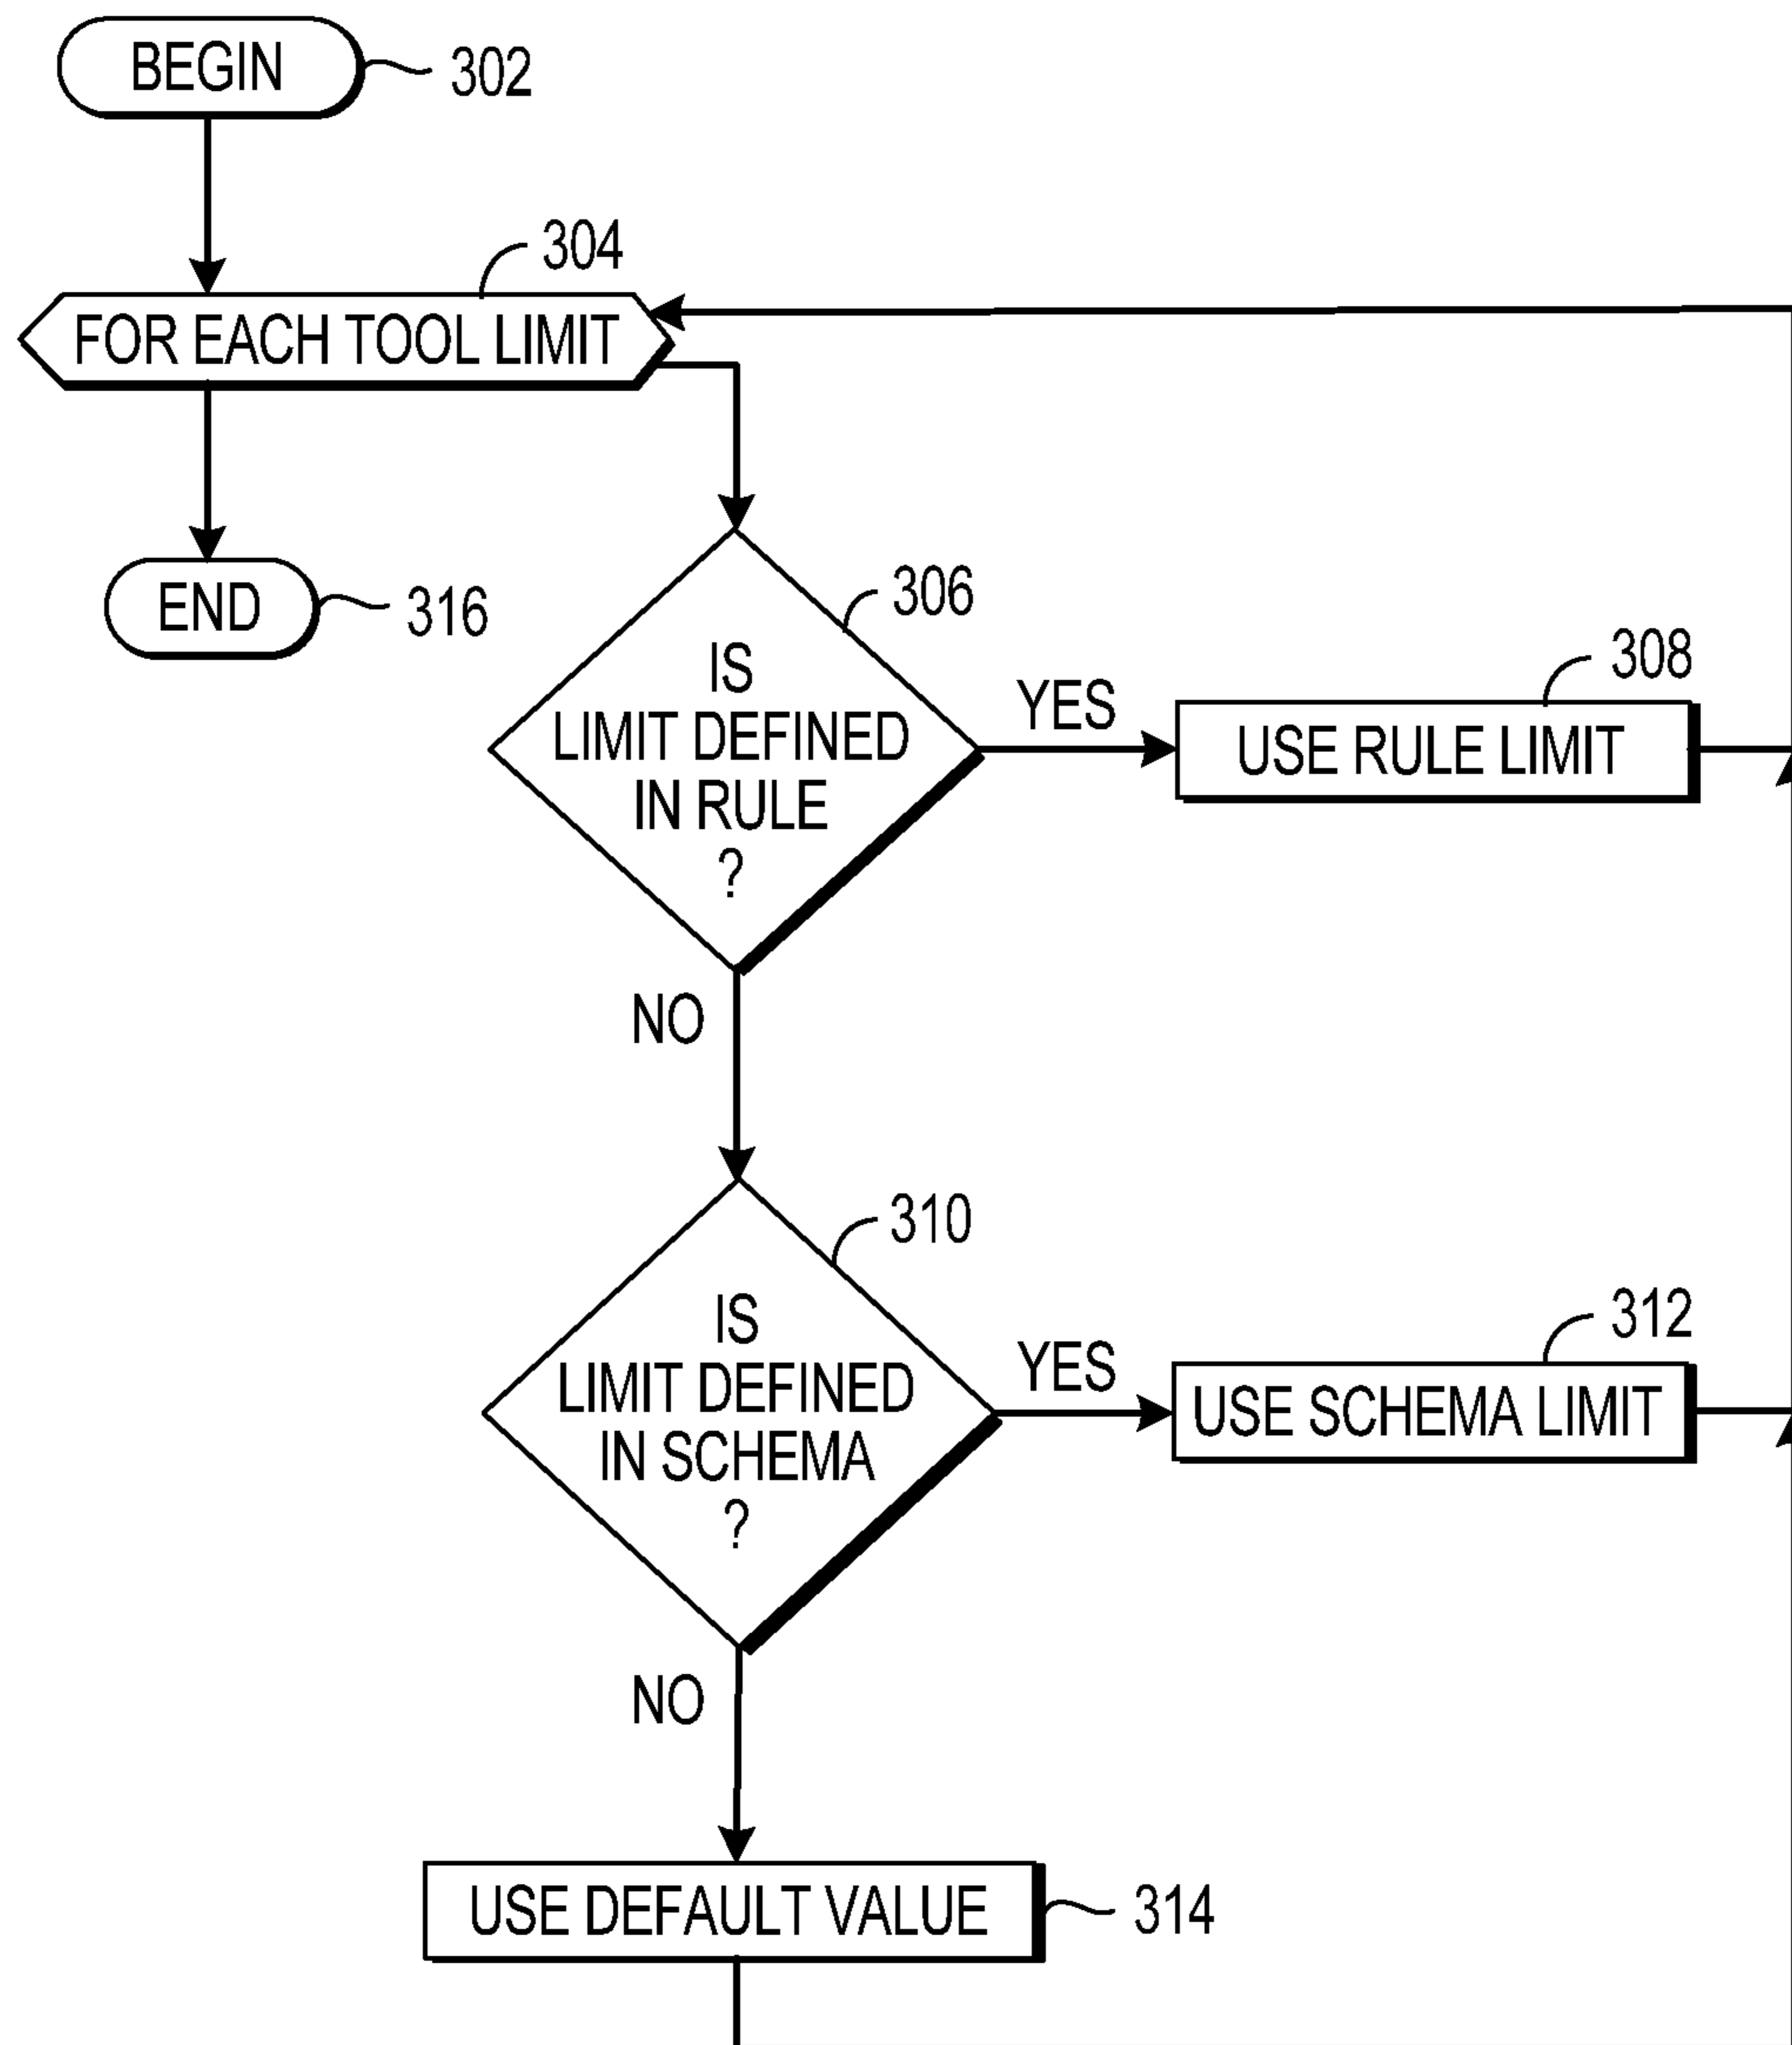 BEGIN
302
304
FOR EACH TOOL LIMIT
END
316
306
IS
LIMIT DEFINED
IN RULE
?
YES
308
USE RULE LIMIT
NO
310
IS
LIMIT DEFINED
IN SCHEMA
?
YES
312
USE SCHEMA LIMIT
NO
USE DEFAULT VALUE
314